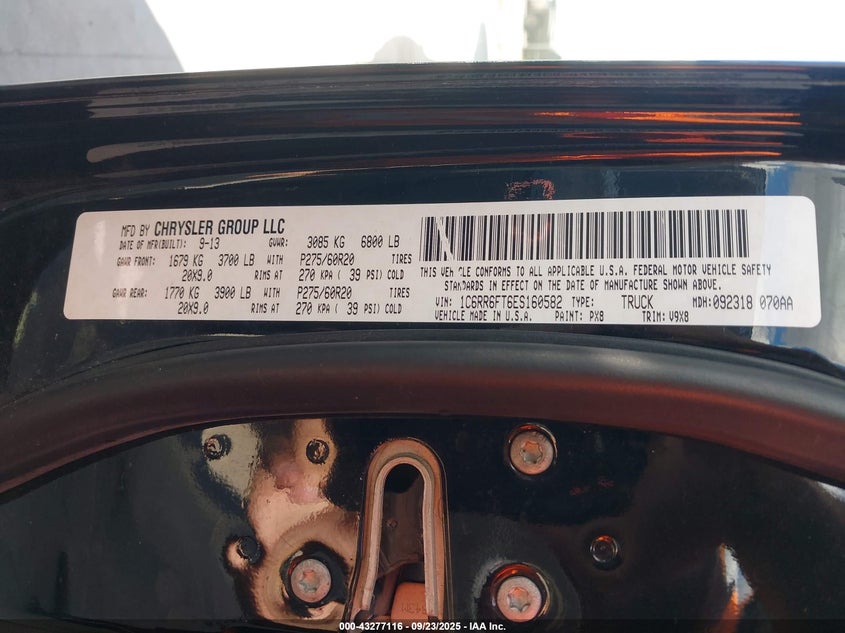 MFD BY CHRYSLER GROUP LLC
DATE OF MFR(BUILT): 9-13 GVWR: 3085 KG 6800 LB
GAWR FRONT: 1679 KG 3700 LB WITH P275/60R20 TIRES
20X9.0 RIMS AT 270 KPA ( 39 PSI) COLD
GAWR REAR: 1770 KG 3900 LB WITH P275/60R20 TIRES
20X9.0 RIMS AT 270 KPA ( 39 PSI) COLD
THIS VEHICLE CONFORMS TO ALL APPLICABLE U.S.A. FEDERAL MOTOR VEHICLE SAFETY
STANDARDS IN EFFECT ON THE DATE OF MANUFACTURE SHOWN ABOVE.
VIN: 1C6RR6FT6ES160582 TYPE: TRUCK MDH:092318 070AA
VEHICLE MADE IN U.S.A. PAINT: PX8 TRIM: V9X8
000-43277116 - 09/23/2025 - IAA Inc.